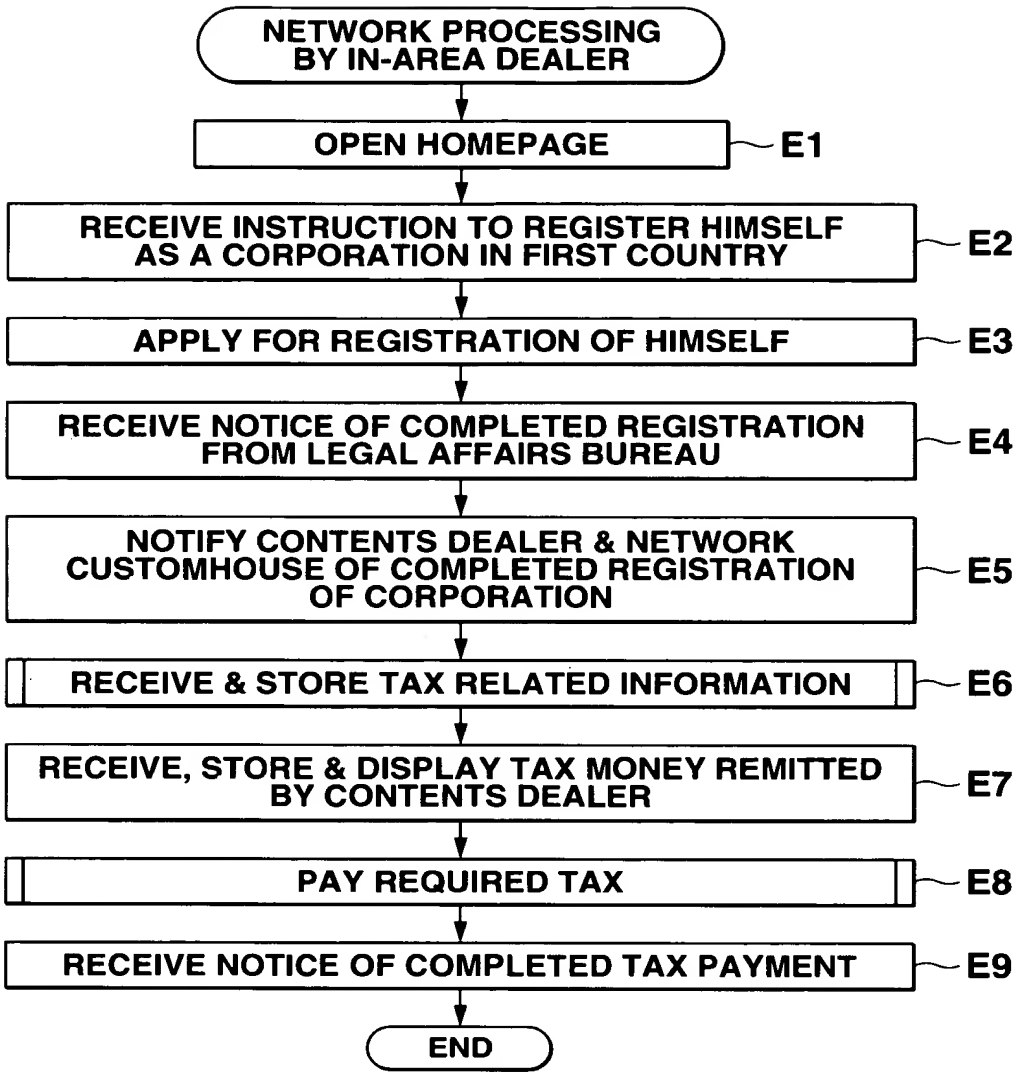 NETWORK PROCESSING
BY IN-AREA DEALER
OPEN HOMEPAGE
E1
RECEIVE INSTRUCTION TO REGISTER HIMSELF
AS A CORPORATION IN FIRST COUNTRY
E2
APPLY FOR REGISTRATION OF HIMSELF
E3
RECEIVE NOTICE OF COMPLETED REGISTRATION
FROM LEGAL AFFAIRS BUREAU
E4
NOTIFY CONTENTS DEALER & NETWORK
CUSTOMHOUSE OF COMPLETED REGISTRATION
OF CORPORATION
E5
RECEIVE & STORE TAX RELATED INFORMATION
E6
RECEIVE, STORE & DISPLAY TAX MONEY REMITTED
BY CONTENTS DEALER
E7
PAY REQUIRED TAX
E8
RECEIVE NOTICE OF COMPLETED TAX PAYMENT
E9
END